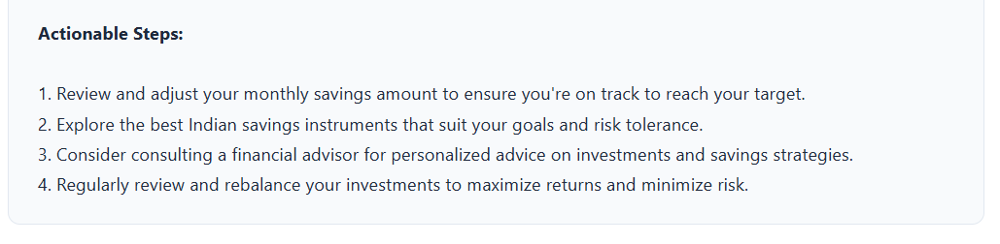 Actionable Steps:
1. Review and adjust your monthly savings amount to ensure you're on track to reach your target.
2. Explore the best Indian savings instruments that suit your goals and risk tolerance.
3. Consider consulting a financial advisor for personalized advice on investments and savings strategies.
4. Regularly review and rebalance your investments to maximize returns and minimize risk.